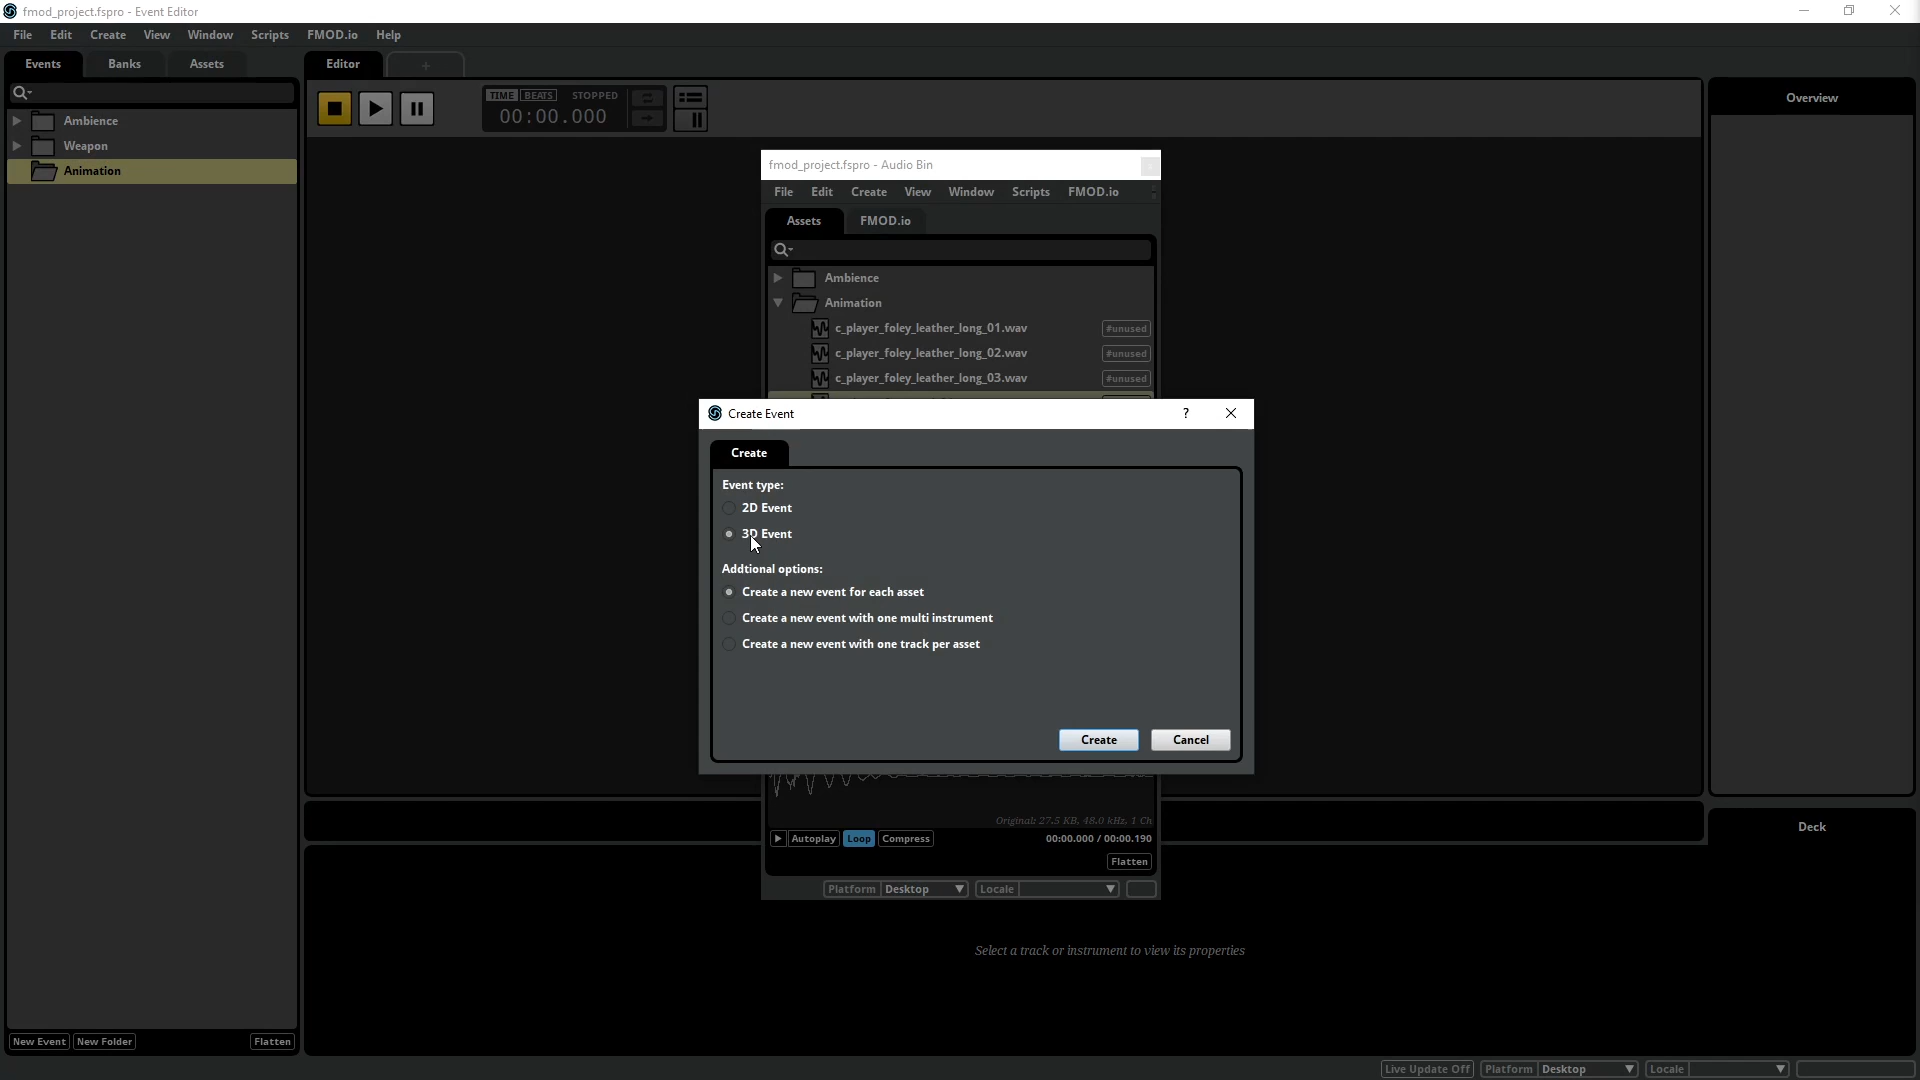 fmod_project.fspro - Event Editor
File Edit Create View Window Scripts FMOD.io Help
Events Banks Assets
Editor +
TIME BEATS STOPPED
00:00.000
Overview
Ambience
Weapon
Animation
fmod_project.fspro - Audio Bin
File Edit Create View Window Scripts FMOD.io
Assets FMOD.io
Ambience
Animation
c_player_foley_leather_long_01.wav #unused
c_player_foley_leather_long_02.wav #unused
c_player_foley_leather_long_03.wav #unused
Create Event ?
Create
Event type:
2D Event
3D Event
Addtional options:
Create a new event for each asset
Create a new event with one multi instrument
Create a new event with one track per asset
Create Cancel
Original: 27.5 KB, 48.0 kHz, 1 Ch
Autoplay Loop Compress 00:00.000 / 00:00.190
Flatten
Platform Desktop Locale
Deck
Select a track or instrument to view its properties
New Event New Folder Flatten
Live Update Off Platform Desktop Locale